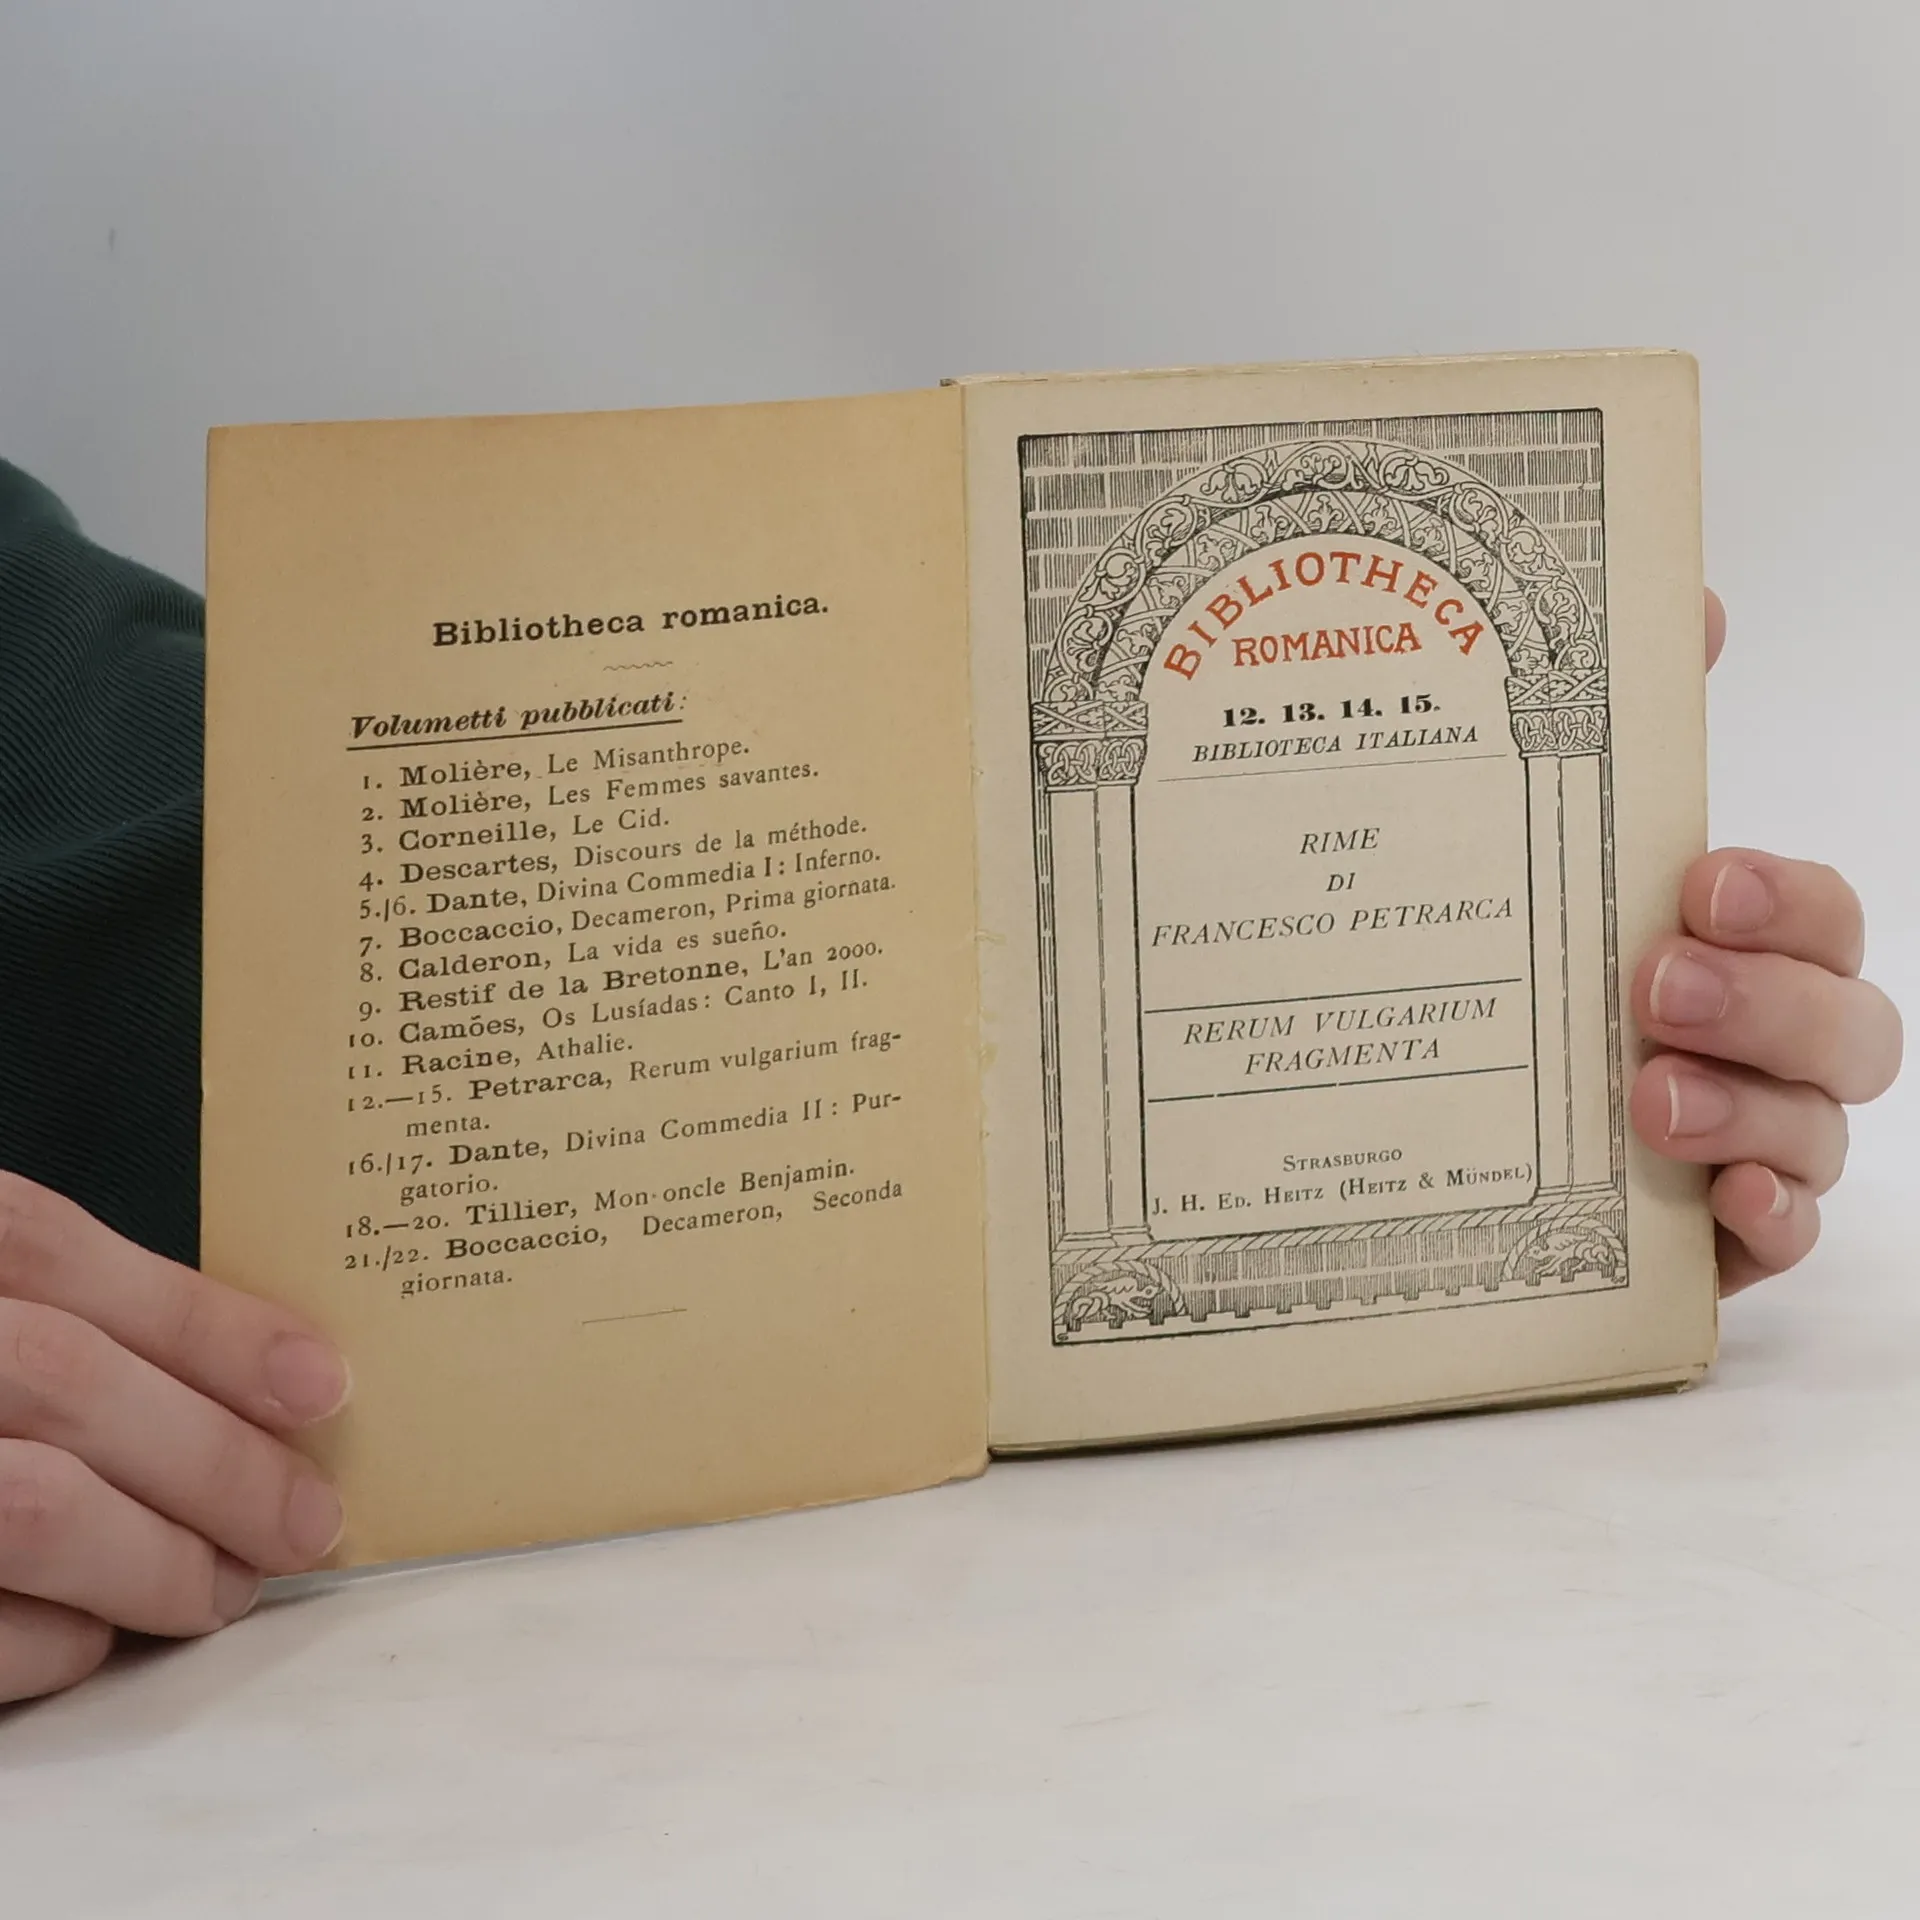 Bibliotheca romanica.
Volumetti pubblicati:
1. Molière, Le Misanthrope.
2. Molière, Les Femmes savantes.
3. Corneille, Le Cid.
4. Descartes, Discours de la méthode.
5./6. Dante, Divina Commedia I: Inferno.
7. Boccaccio, Decameron, Prima giornata.
8. Calderon, La vida es sueño.
9. Restif de la Bretonne, L'an 2000.
10. Camões, Os Lusíadas: Canto I, II.
11. Racine, Athalie.
12.—15. Petrarca, Rerum vulgarium frag-
menta.
16./17. Dante, Divina Commedia II: Pur-
gatorio.
18.—20. Tillier, Mon oncle Benjamin.
21./22. Boccaccio, Decameron, Seconda
giornata.
BIBLIOTHECA
ROMANICA
12. 13. 14. 15.
BIBLIOTECA ITALIANA
RIME
DI
FRANCESCO PETRARCA
RERUM VULGARIUM
FRAGMENTA
STRASBURGO
J. H. ED. HEITZ (HEITZ & MÜNDEL)